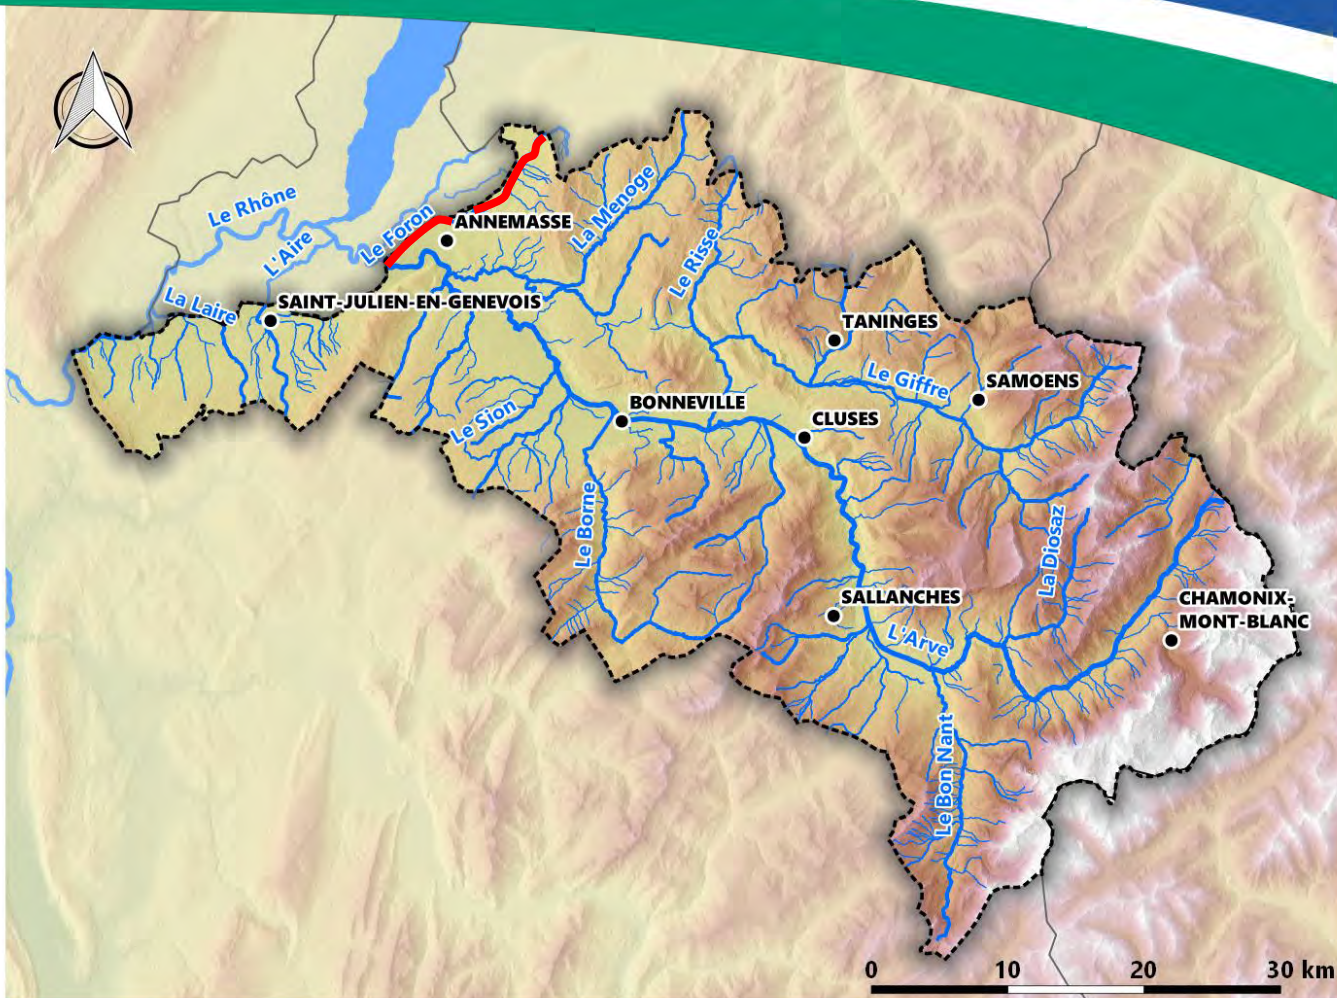 Le Rhône
L'Aire
Le Foron
ANNEMASSE
La Menoge
Le Risse
La Laire
SAINT-JULIEN-EN-GENEVOIS
TANINGES
Le Giffre
SAMOENS
Le Sion
BONNEVILLE
CLUSES
Le Borne
La Diosaz
SALLANCHES
L'Arve
CHAMONIX-
MONT-BLANC
Le Bon Nant
0 10 20 30 km